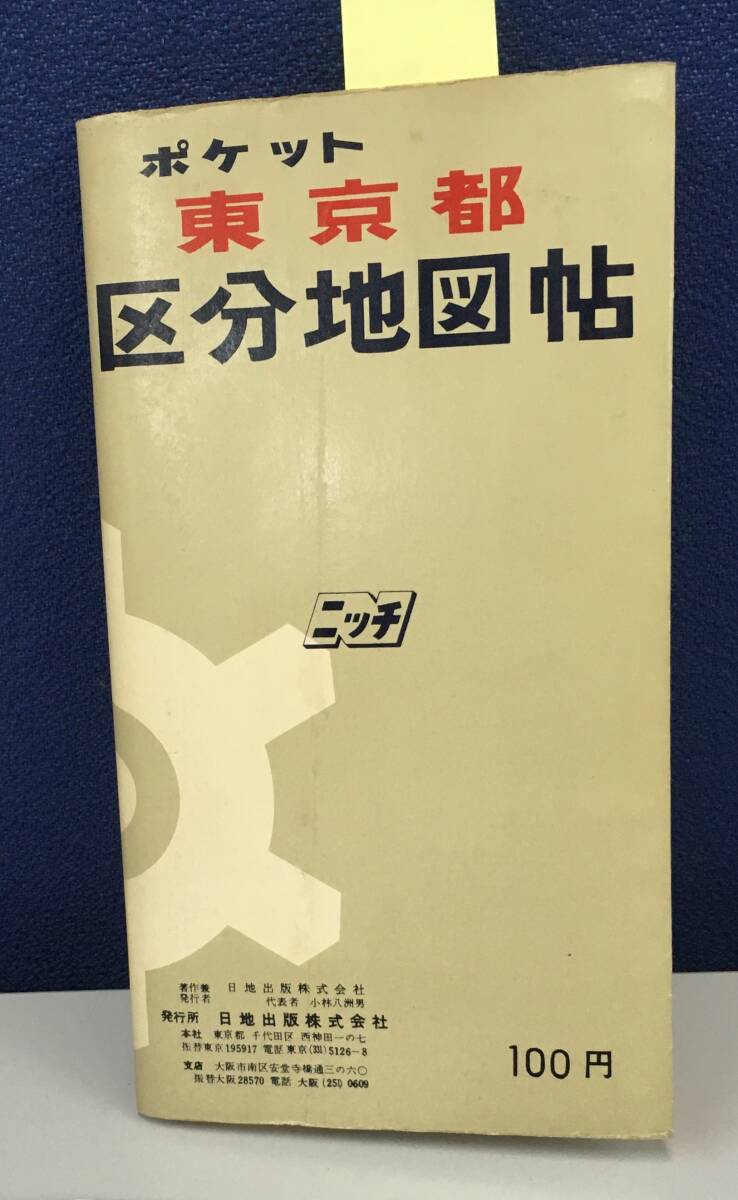 ポケット
東京都
区分地図帖
ニッチ
著作兼 日地出版株式会社
発行者 代表者 小林八洲男
発行所 日地出版株式会社
本社 東京都 千代田区 西神田一の七
振替東京195917 電話 東京(331)5126-8
支店 大阪市南区安堂寺橋通三の六〇
振替大阪28570 電話 大阪(251)0609
100円